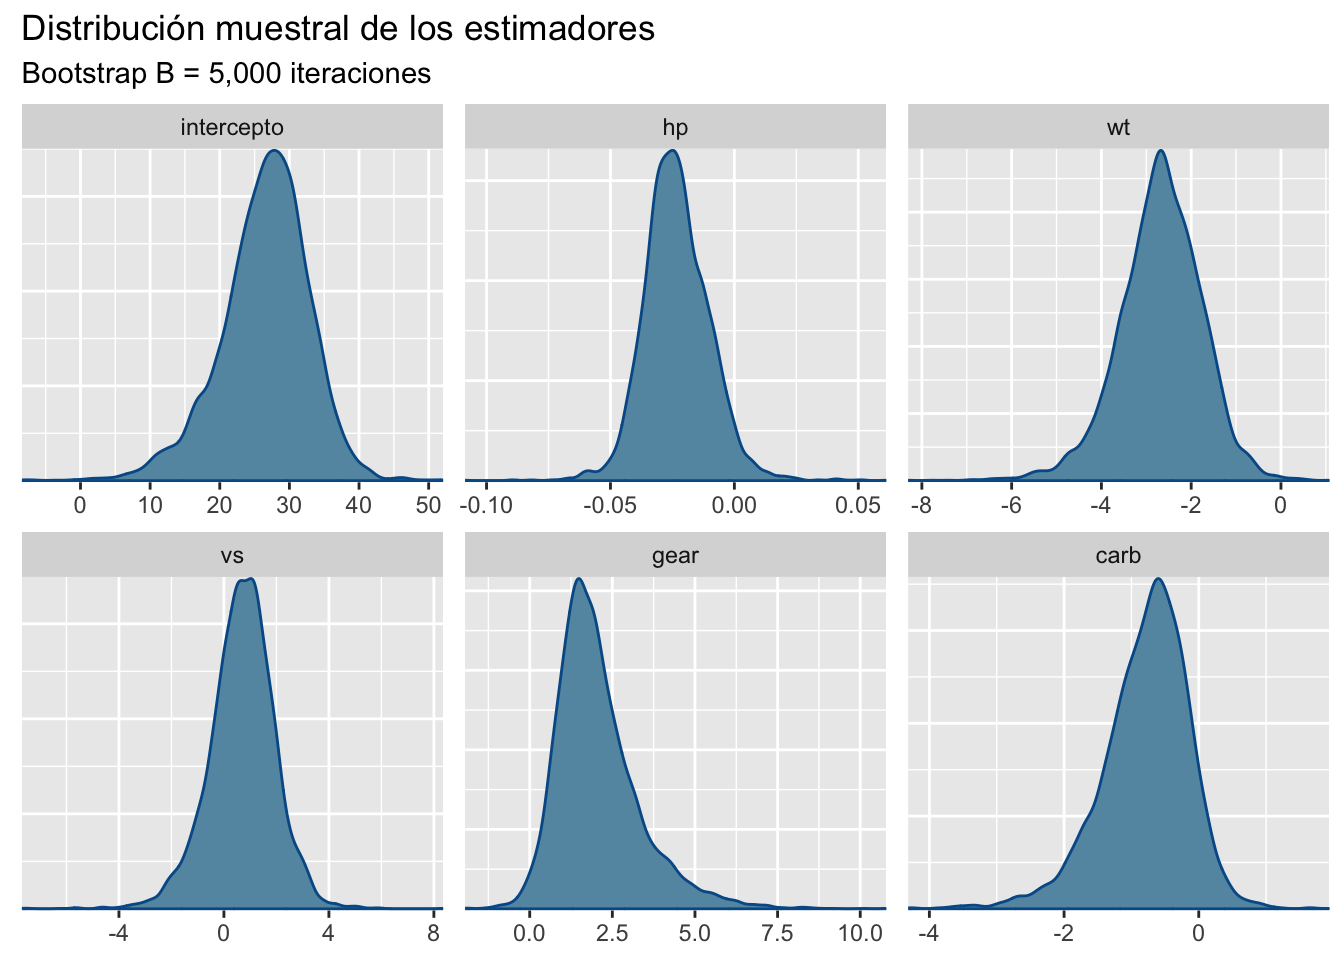 Distribución muestral de los estimadores
Bootstrap B = 5,000 iteraciones
intercepto hp wt
0 10 20 30 40 50 -0.10 -0.05 0.00 0.05 -8 -6 -4 -2 0
vs gear carb
-4 0 4 8 0.0 2.5 5.0 7.5 10.0 -4 -2 0